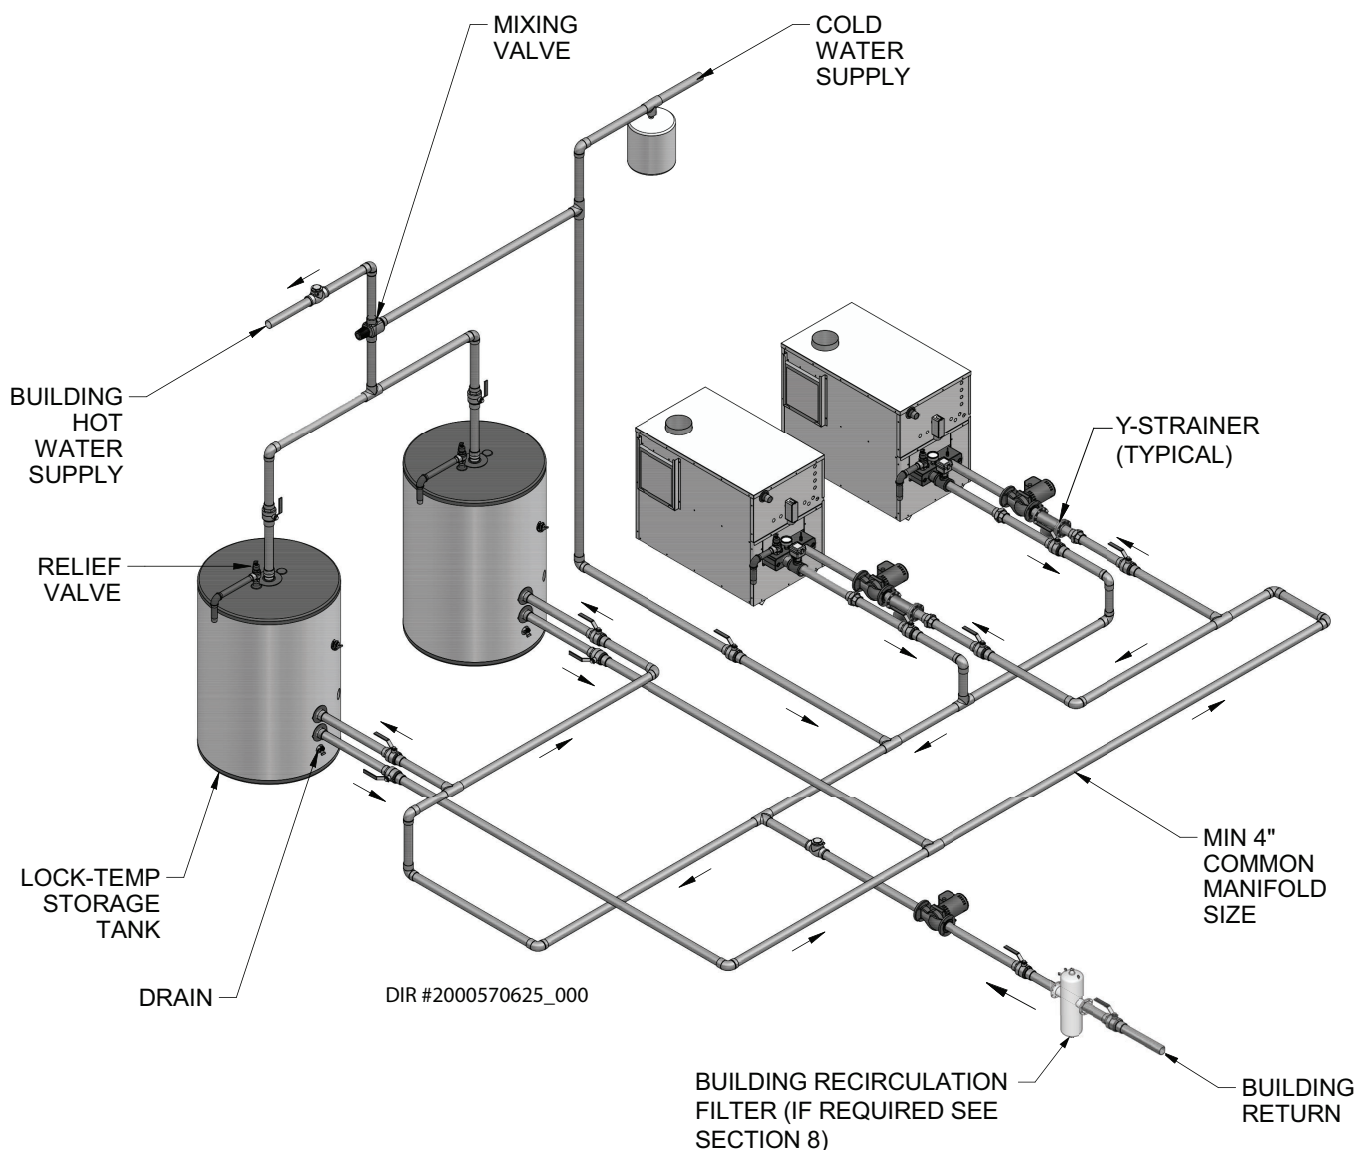 MIXING
VALVE
COLD
WATER
SUPPLY
BUILDING
HOT
WATER
SUPPLY
Y-STRAINER
(TYPICAL)
RELIEF
VALVE
LOCK-TEMP
STORAGE
TANK
MIN 4"
COMMON
MANIFOLD
SIZE
DRAIN
DIR #2000570625_000
BUILDING RECIRCULATION
FILTER (IF REQUIRED SEE
SECTION 8)
BUILDING
RETURN